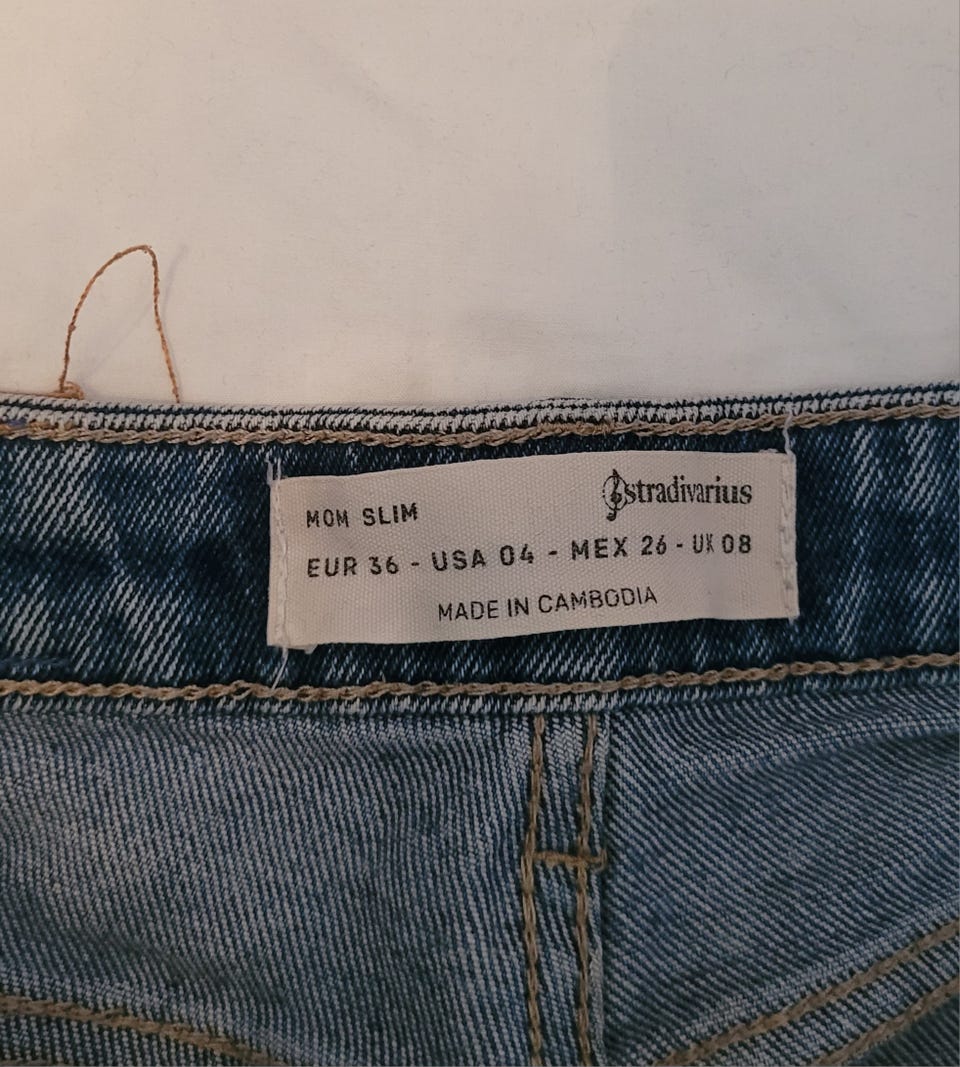 MOM SLIM stradivarius
EUR 36 - USA 04 - MEX 26 - UK 08
MADE IN CAMBODIA